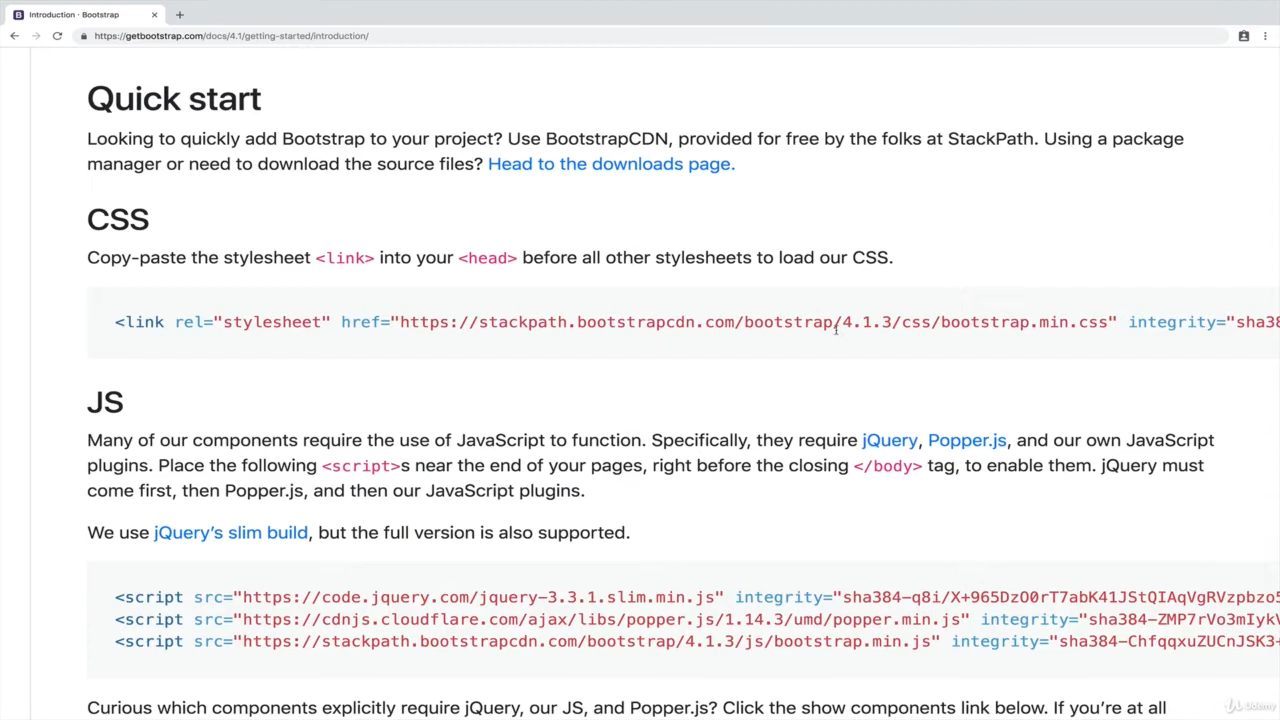 Introduction · Bootstrap
https://getbootstrap.com/docs/4.1/getting-started/introduction/
Quick start
Looking to quickly add Bootstrap to your project? Use BootstrapCDN, provided for free by the folks at StackPath. Using a package
manager or need to download the source files? Head to the downloads page.
CSS
Copy-paste the stylesheet <link> into your <head> before all other stylesheets to load our CSS.
<link rel="stylesheet" href="https://stackpath.bootstrapcdn.com/bootstrap/4.1.3/css/bootstrap.min.css" integrity="sha38
JS
Many of our components require the use of JavaScript to function. Specifically, they require jQuery, Popper.js, and our own JavaScript
plugins. Place the following <script>s near the end of your pages, right before the closing </body> tag, to enable them. jQuery must
come first, then Popper.js, and then our JavaScript plugins.
We use jQuery's slim build, but the full version is also supported.
<script src="https://code.jquery.com/jquery-3.3.1.slim.min.js" integrity="sha384-q8i/X+965DzO0rT7abK41JStQIAqVgRVzpbzo5
<script src="https://cdnjs.cloudflare.com/ajax/libs/popper.js/1.14.3/umd/popper.min.js" integrity="sha384-ZMP7rVo3mIykV
<script src="https://stackpath.bootstrapcdn.com/bootstrap/4.1.3/js/bootstrap.min.js" integrity="sha384-ChfqqxuZUCnJSK3+
Curious which components explicitly require jQuery, our JS, and Popper.js? Click the show components link below. If you're at all
Udemy